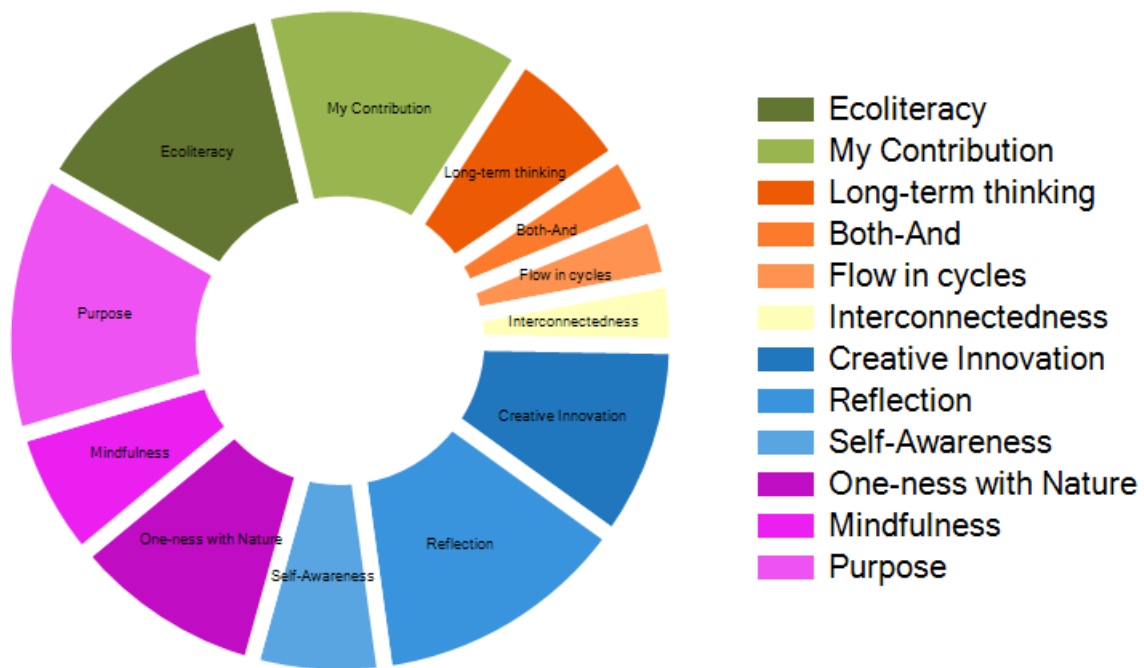 My Contribution
Ecoliteracy
Long-term thinking
Both-And
Flow in cycles
Interconnectedness
Purpose
Creative Innovation
Mindfulness
One-ness with Nature
Reflection
Self-Awareness
Ecoliteracy
My Contribution
Long-term thinking
Both-And
Flow in cycles
Interconnectedness
Creative Innovation
Reflection
Self-Awareness
One-ness with Nature
Mindfulness
Purpose